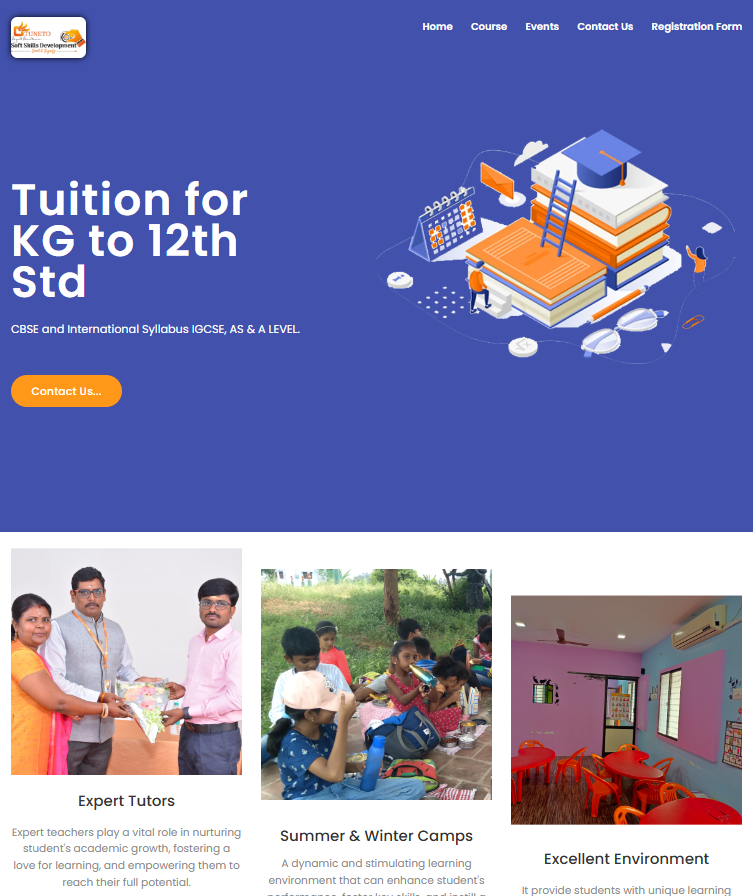 TUNETO
Soft Skills Development
Home Course Events Contact Us Registration Form
Tuition for
KG to 12th
Std
CBSE and International Syllabus IGCSE, AS & A LEVEL.
Contact Us...
Expert Tutors
Expert teachers play a vital role in nurturing
student's academic growth, fostering a
love for learning, and empowering them to
reach their full potential.
Summer & Winter Camps
A dynamic and stimulating learning
environment that can enhance student's
Excellent Environment
It provide students with unique learning